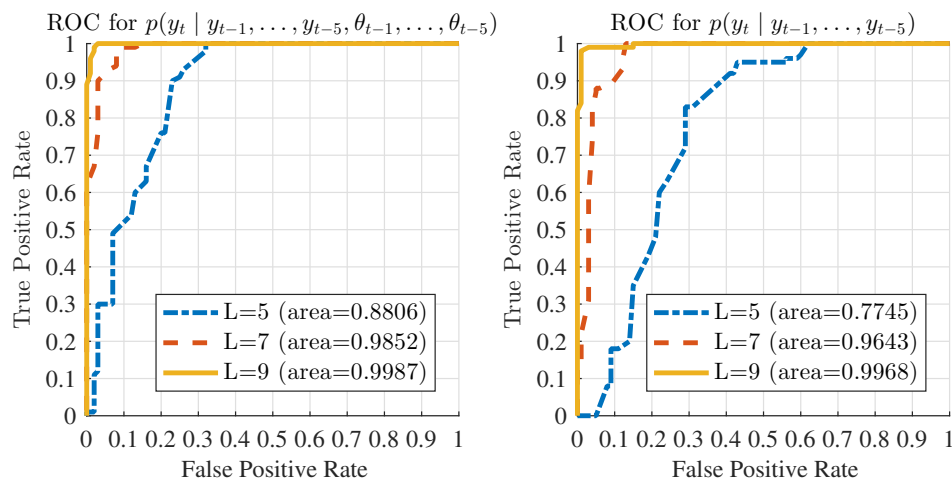 ROC for p(y_t | y_{t−1}, . . . , y_{t−5}, θ_{t−1}, . . . , θ_{t−5})
1
0.9
0.8
0.7
0.6
0.5
0.4
0.3
0.2
0.1
0
True Positive Rate
L=5 (area=0.8806)
L=7 (area=0.9852)
L=9 (area=0.9987)
0 0.1 0.2 0.3 0.4 0.5 0.6 0.7 0.8 0.9 1
False Positive Rate
ROC for p(y_t | y_{t−1}, . . . , y_{t−5})
1
0.9
0.8
0.7
0.6
0.5
0.4
0.3
0.2
0.1
0
True Positive Rate
L=5 (area=0.7745)
L=7 (area=0.9643)
L=9 (area=0.9968)
0 0.1 0.2 0.3 0.4 0.5 0.6 0.7 0.8 0.9 1
False Positive Rate